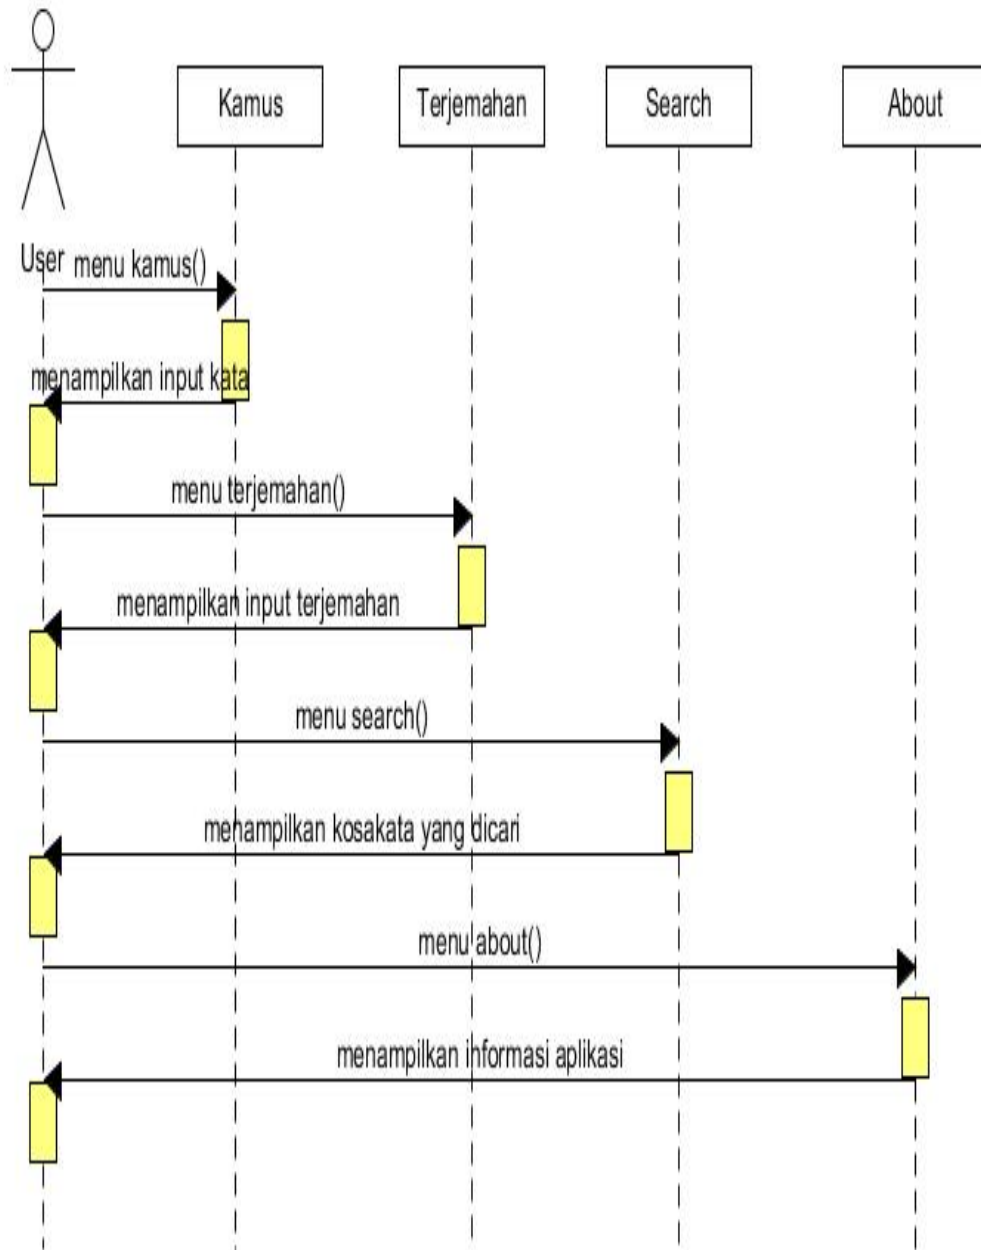 Kamus
Terjemahan
Search
About
User
menu kamus()
menampilkan input kata
menu terjemahan()
menampilkan input terjemahan
menu search()
menampilkan kosakata yang dicari
menu about()
menampilkan informasi aplikasi